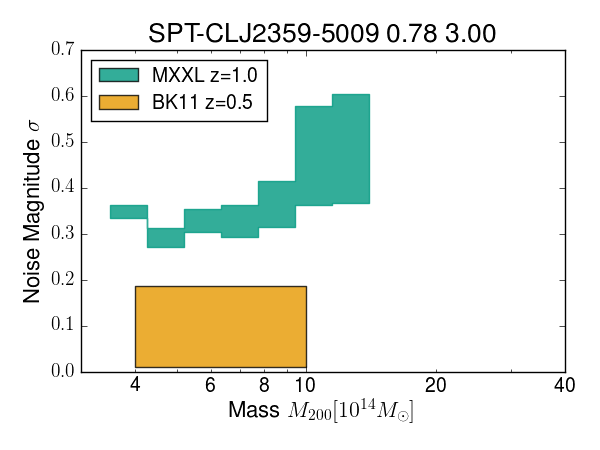 SPT-CLJ2359-5009 0.78 3.00
0.7
MXXL z=1.0
0.6
BK11 z=0.5
0.5
0.4
0.3
0.2
0.1
0.0
Noise Magnitude σ
4 6 8 10 20 40
Mass M₂₀₀[10¹⁴M⊙]